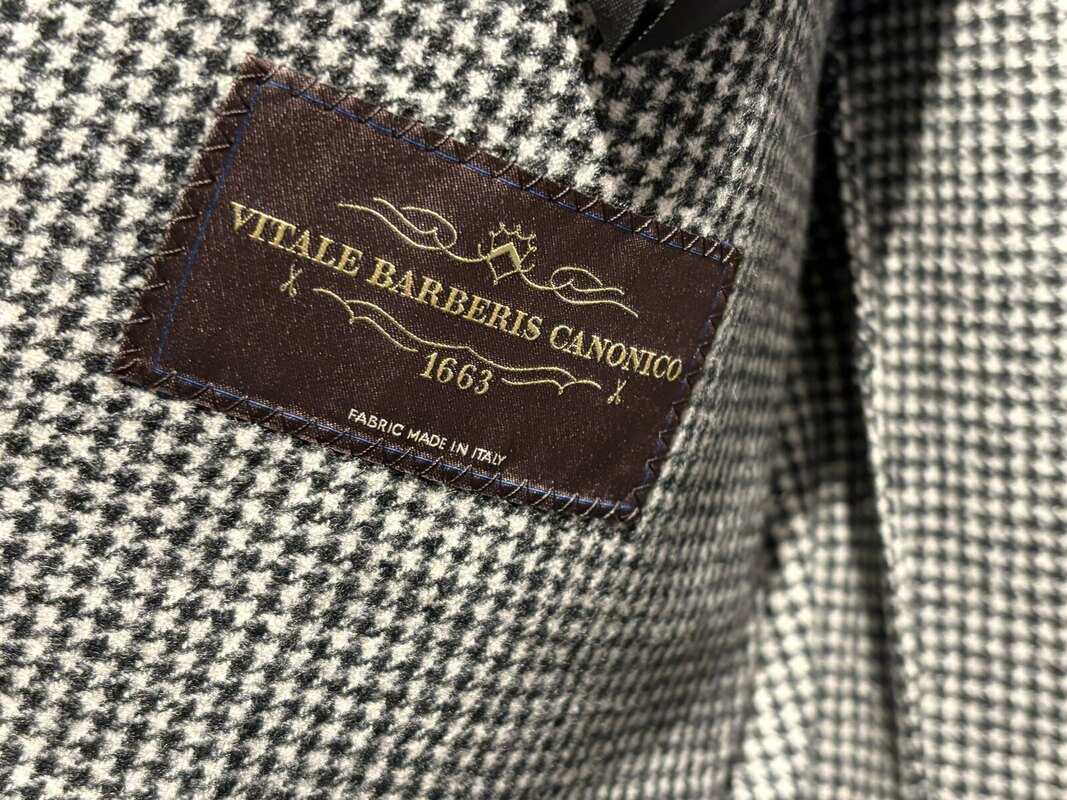 VITALE BARBERIS CANONICO
1663
FABRIC MADE IN ITALY